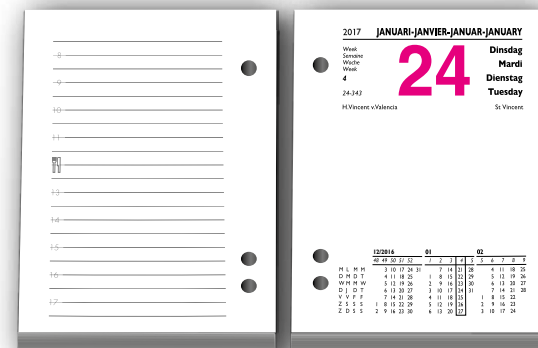 8
9
10
11
13
14
15
16
17
2017 JANUARI-JANVIER-JANUAR-JANUARY
Week
Semaine
Woche
Week
4
24-343
24
Dinsdag
Mardi
Dienstag
Tuesday
H.Vincent v.Valencia St Vincent
12/2016 01 02
48 49 50 51 52 1 2 3 4 5 5 6 7 8 9
M L M M 3 10 17 24 31 7 14 21 28 4 11 18 25
D M D T 4 11 18 25 1 8 15 22 29 5 12 19 26
W M M W 5 12 19 26 2 9 16 23 30 6 13 20 27
D J D T 6 13 20 27 3 10 17 24 31 7 14 21 28
V V F F 7 14 21 28 4 11 18 25 1 8 15 22
Z S S S 1 8 15 22 29 5 12 19 26 2 9 16 23
Z D S S 2 9 16 23 30 6 13 20 27 3 10 17 24